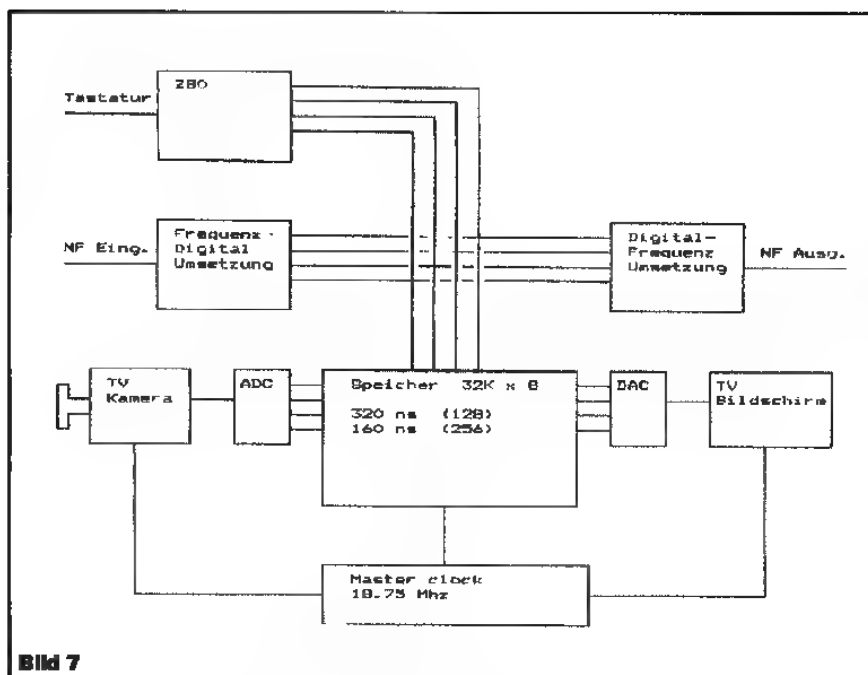 Z80
Tastatur
Frequenz-
Digital
Umsetzung
NF Eing.
Digital-
Frequenz
Umsetzung
NF Ausg.
TV
Kamera
ADC
Speicher 32K x 8
320 ns (128)
160 ns (256)
DAC
TV
Bildschirm
Master clock
18.75 Mhz
Bild 7